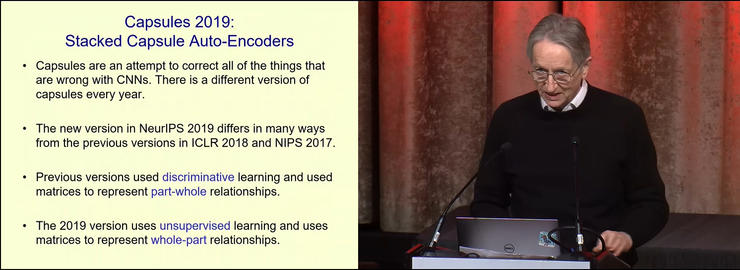 Capsules 2019:
Stacked Capsule Auto-Encoders
• Capsules are an attempt to correct all of the things that
are wrong with CNNs. There is a different version of
capsules every year.
• The new version in NeurIPS 2019 differs in many ways
from the previous versions in ICLR 2018 and NIPS 2017.
• Previous versions used discriminative learning and used
matrices to represent part-whole relationships.
• The 2019 version uses unsupervised learning and uses
matrices to represent whole-part relationships.
DELL